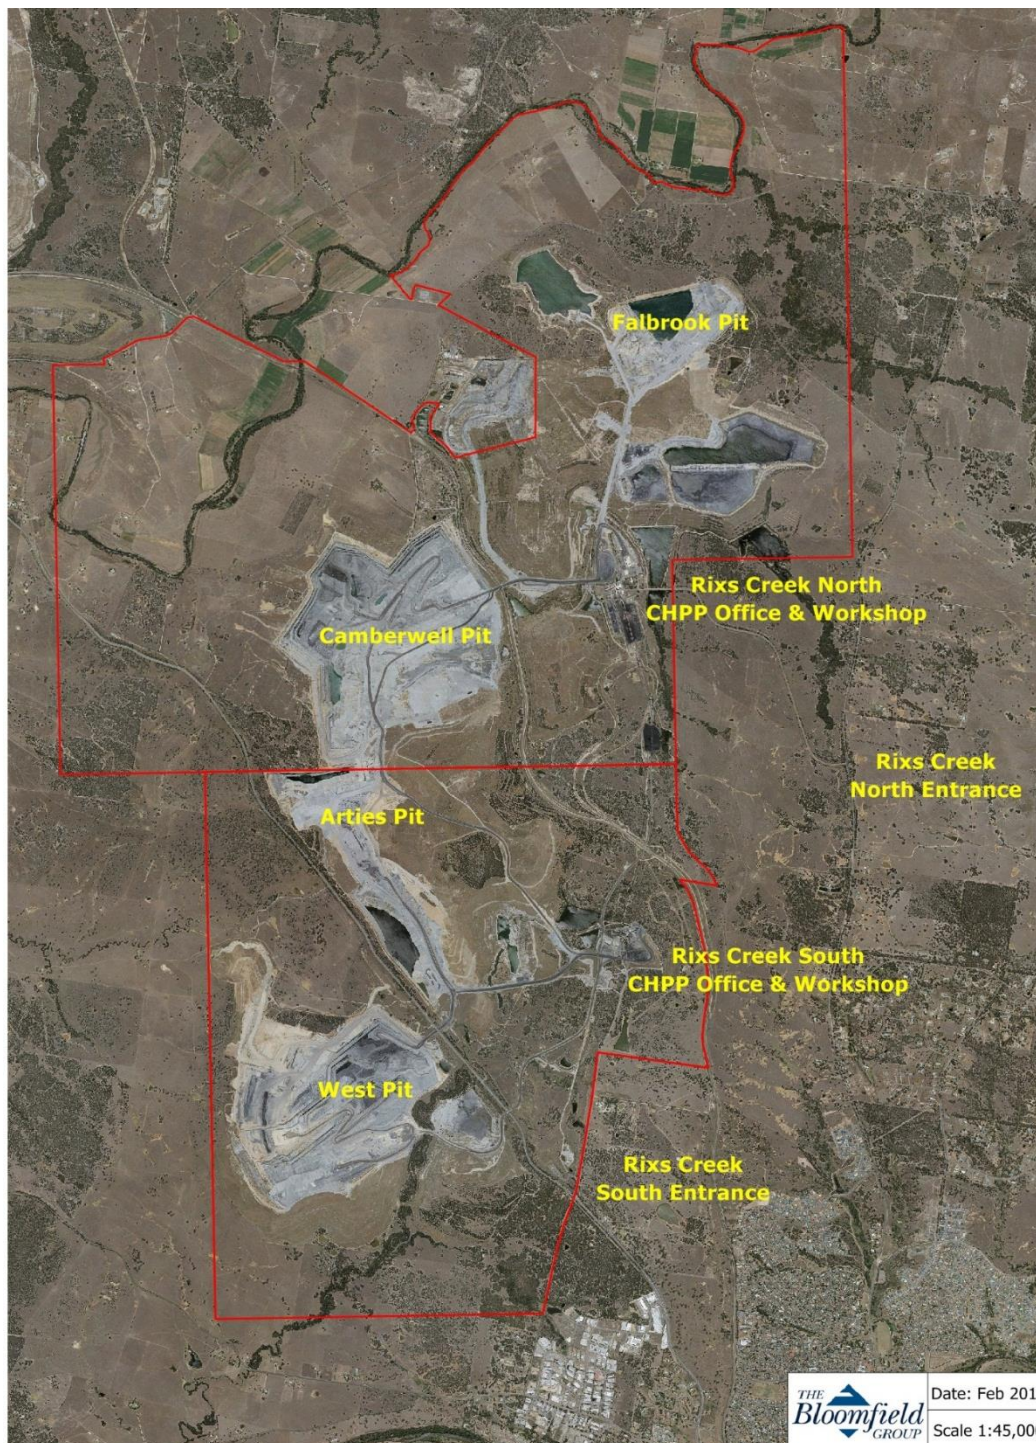 Falbrook Pit
Rixs Creek North
CHPP Office & Workshop
Camberwell Pit
Rixs Creek
North Entrance
Arties Pit
Rixs Creek South
CHPP Office & Workshop
West Pit
Rixs Creek
South Entrance
THE
Bloomfield
GROUP
Date: Feb 201
Scale 1:45,00